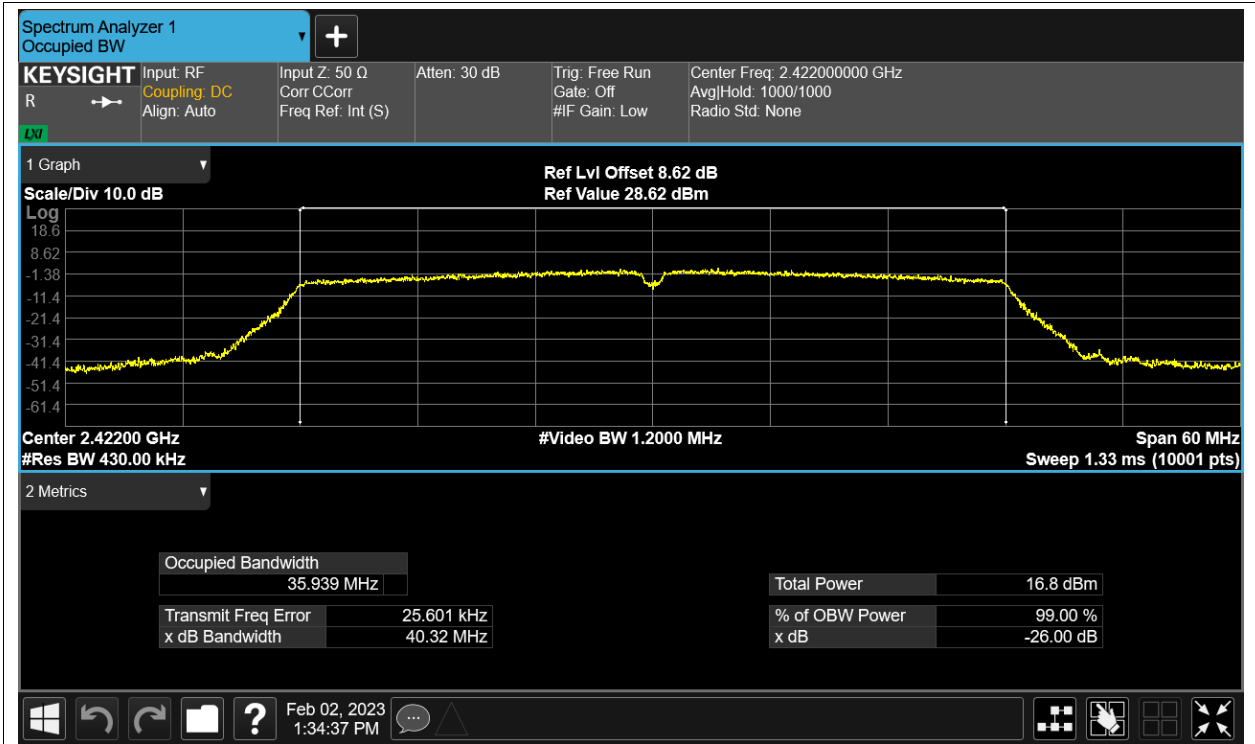 Spectrum Analyzer 1
Occupied BW
KEYSIGHT
R
LXI
Input: RF
Coupling: DC
Align: Auto
Input Z: 50 Ω
Corr CCorr
Freq Ref: Int (S)
Atten: 30 dB
Trig: Free Run
Gate: Off
#IF Gain: Low
Center Freq: 2.422000000 GHz
Avg|Hold: 1000/1000
Radio Std: None
1 Graph
Scale/Div 10.0 dB
Ref Lvl Offset 8.62 dB
Ref Value 28.62 dBm
Log
18.6
8.62
-1.38
-11.4
-21.4
-31.4
-41.4
-51.4
-61.4
Center 2.42200 GHz
#Video BW 1.2000 MHz
Span 60 MHz
#Res BW 430.00 kHz
Sweep 1.33 ms (10001 pts)
2 Metrics
Occupied Bandwidth
35.939 MHz
Total Power 16.8 dBm
Transmit Freq Error 25.601 kHz
% of OBW Power 99.00 %
x dB Bandwidth 40.32 MHz
x dB -26.00 dB
?
Feb 02, 2023
1:34:37 PM